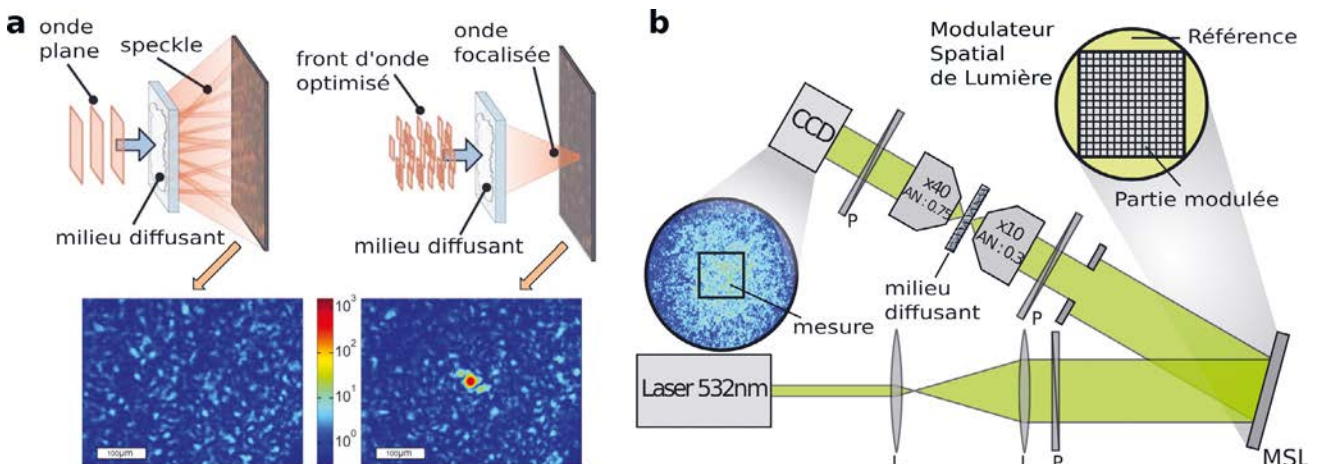 a
onde
plane
speckle
milieu diffusant
front d'onde
optimisé
onde
focalisée
milieu diffusant
100µm
10³
10²
10¹
10⁰
100µm
b
Modulateur
Spatial
de Lumière
Référence
Partie modulée
CCD
P
x40
AN : 0.75
milieu
diffusant
x10
AN : 0.3
P
mesure
Laser 532nm
L
L
P
MSL